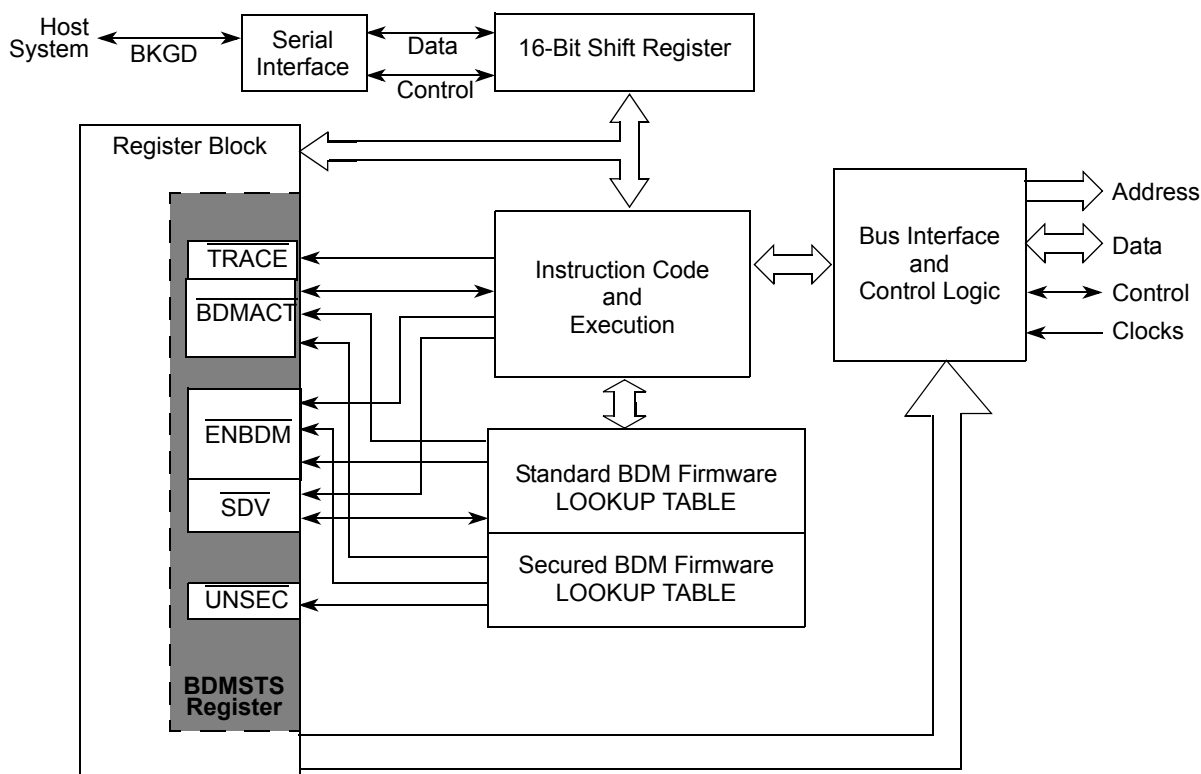 Host
System
BKGD
Serial
Interface
Data
Control
16-Bit Shift Register
Register Block
TRACE
BDMACT
ENBDM
SDV
UNSEC
BDMSTS
Register
Instruction Code
and
Execution
Standard BDM Firmware
LOOKUP TABLE
Secured BDM Firmware
LOOKUP TABLE
Bus Interface
and
Control Logic
Address
Data
Control
Clocks